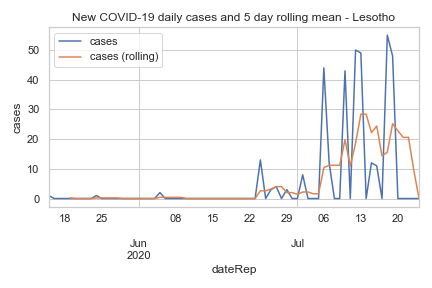 New COVID-19 daily cases and 5 day rolling mean - Lesotho
cases
cases (rolling)
cases
50
40
30
20
10
0
18
25
08
15
22
29
06
13
20
Jun
2020
Jul
dateRep